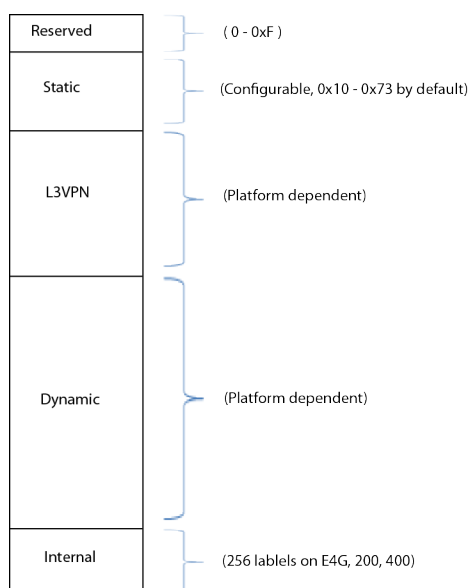 Reserved
( 0 - 0xF )
Static
(Configurable, 0x10 - 0x73 by default)
L3VPN
(Platform dependent)
Dynamic
(Platform dependent)
Internal
(256 lablels on E4G, 200, 400)